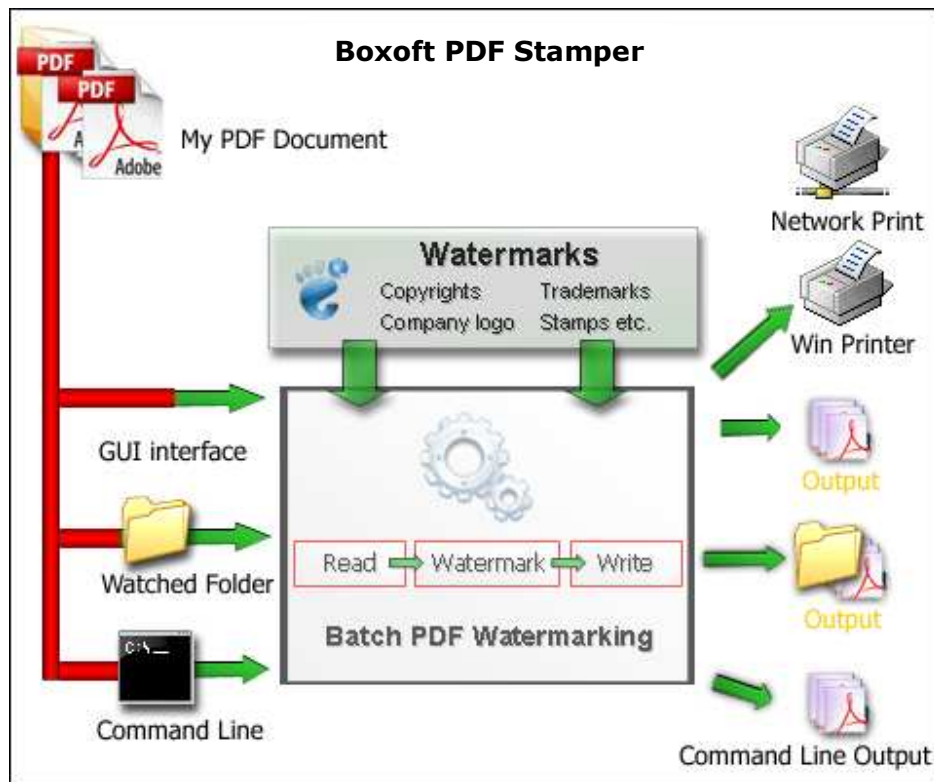 Boxoft PDF Stamper
PDF
PDF
Adobe
My PDF Document
Network Print
Watermarks
Copyrights Trademarks
Company logo Stamps etc.
Win Printer
GUI interface
Output
Read Watermark Write
Watched Folder
Output
Batch PDF Watermarking
C:\
Command Line
Command Line Output